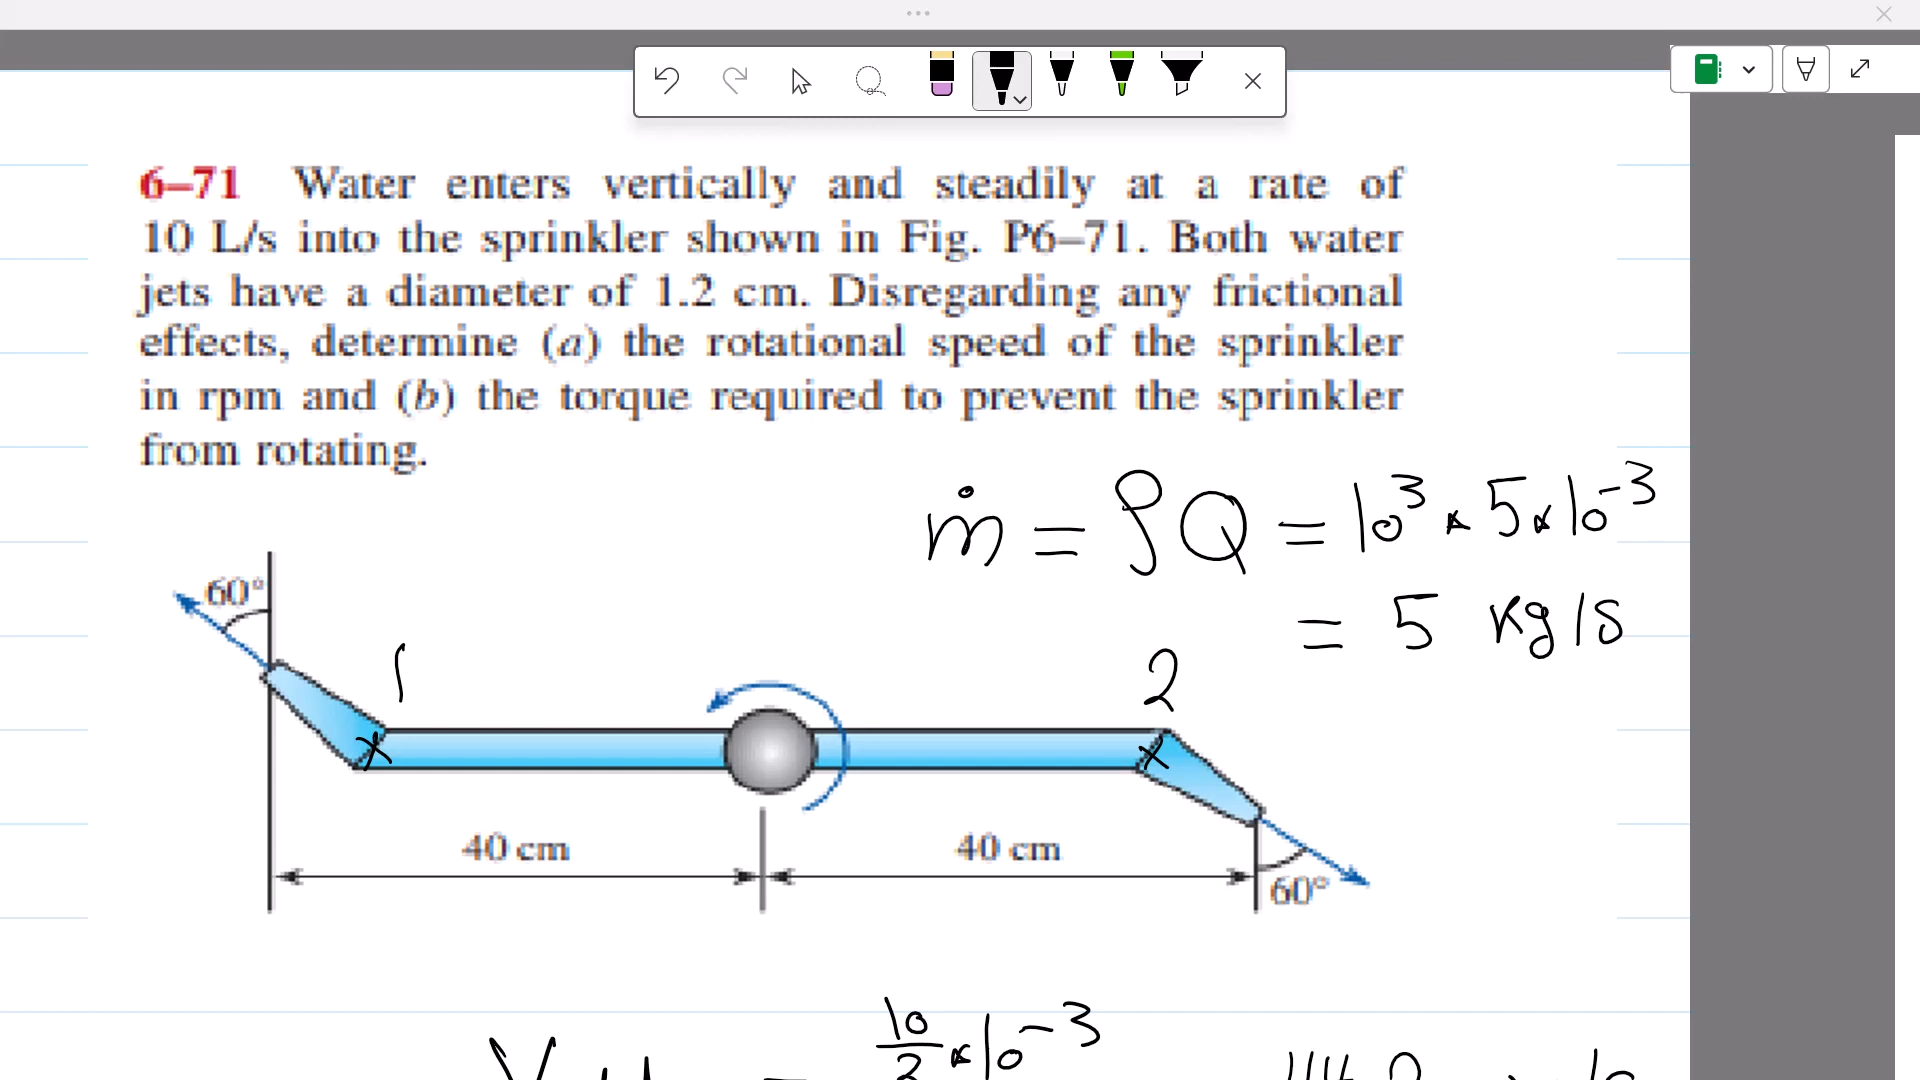 6–71 Water enters vertically and steadily at a rate of
10 L/s into the sprinkler shown in Fig. P6–71. Both water
jets have a diameter of 1.2 cm. Disregarding any frictional
effects, determine (a) the rotational speed of the sprinkler
in rpm and (b) the torque required to prevent the sprinkler
from rotating.
ṁ = ρQ = 10³ × 5 × 10⁻³
= 5 kg/s
60°
1
2
40 cm
40 cm
60°
10/2 × 10⁻³